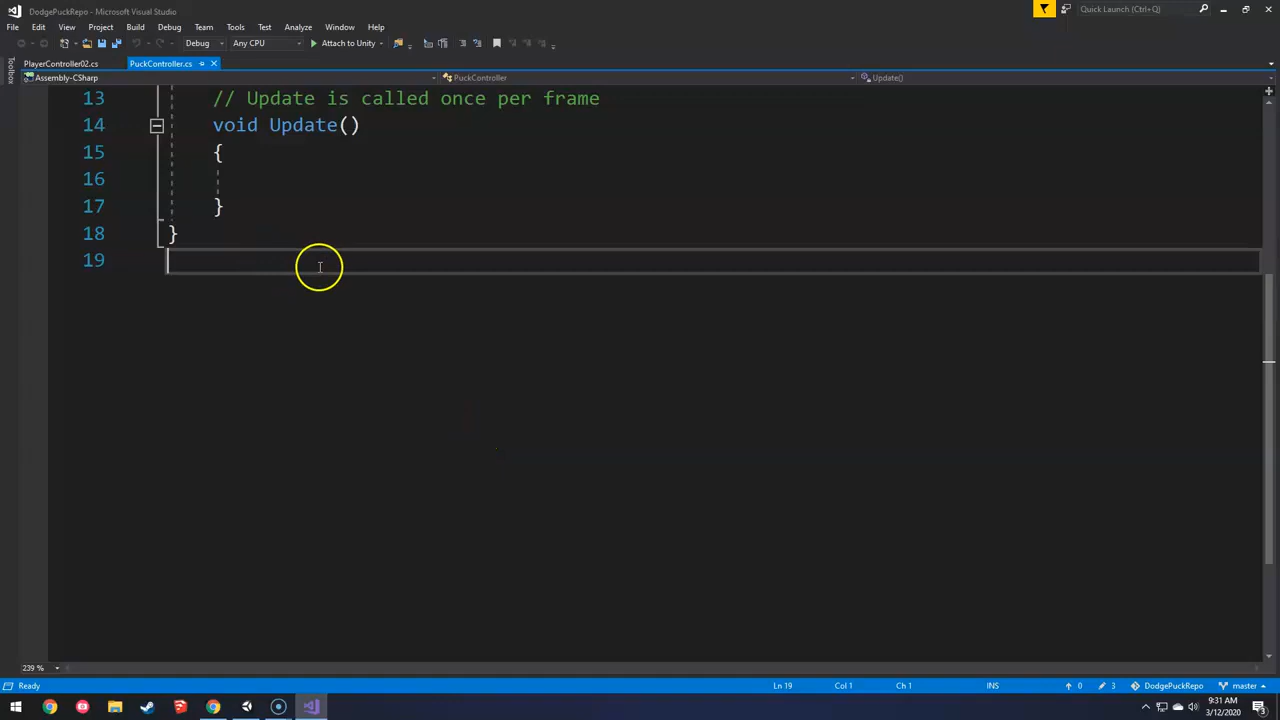 DodgePuckRepo - Microsoft Visual Studio
Quick Launch (Ctrl+Q)
File Edit View Project Build Debug Team Tools Test Analyze Window Help
Debug Any CPU Attach to Unity
Toolbox
PlayerController02.cs PuckController.cs
Assembly-CSharp PuckController Update()
13 // Update is called once per frame
14 void Update()
15 {
16
17 }
18 }
19
239 %
Ready Ln 19 Col 1 Ch 1 INS 0 3 DodgePuckRepo master
9:31 AM
3/12/2020
3